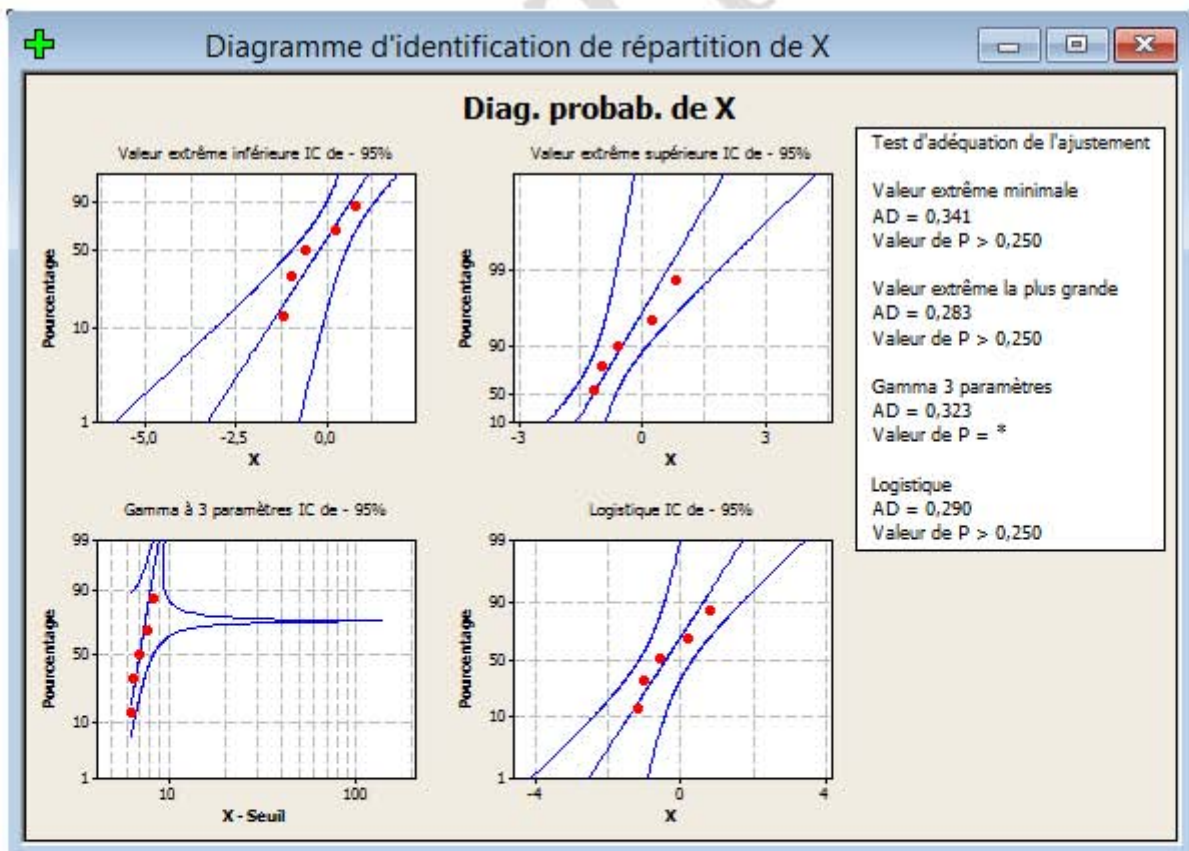 Diagramme d'identification de répartition de X
Diag. probab. de X
Valeur extrême inférieure IC de - 95%
90
50
10
1
Pourcentage
-5,0
-2,5
0,0
X
Valeur extrême supérieure IC de - 95%
99
90
50
10
Pourcentage
-3
0
3
X
Gamma à 3 paramètres IC de - 95%
99
90
50
10
1
Pourcentage
10
100
X - Seuil
Logistique IC de - 95%
99
90
50
10
1
Pourcentage
-4
0
4
X
Test d'adéquation de l'ajustement
Valeur extrême minimale
AD = 0,341
Valeur de P > 0,250
Valeur extrême la plus grande
AD = 0,283
Valeur de P > 0,250
Gamma 3 paramètres
AD = 0,323
Valeur de P = *
Logistique
AD = 0,290
Valeur de P > 0,250